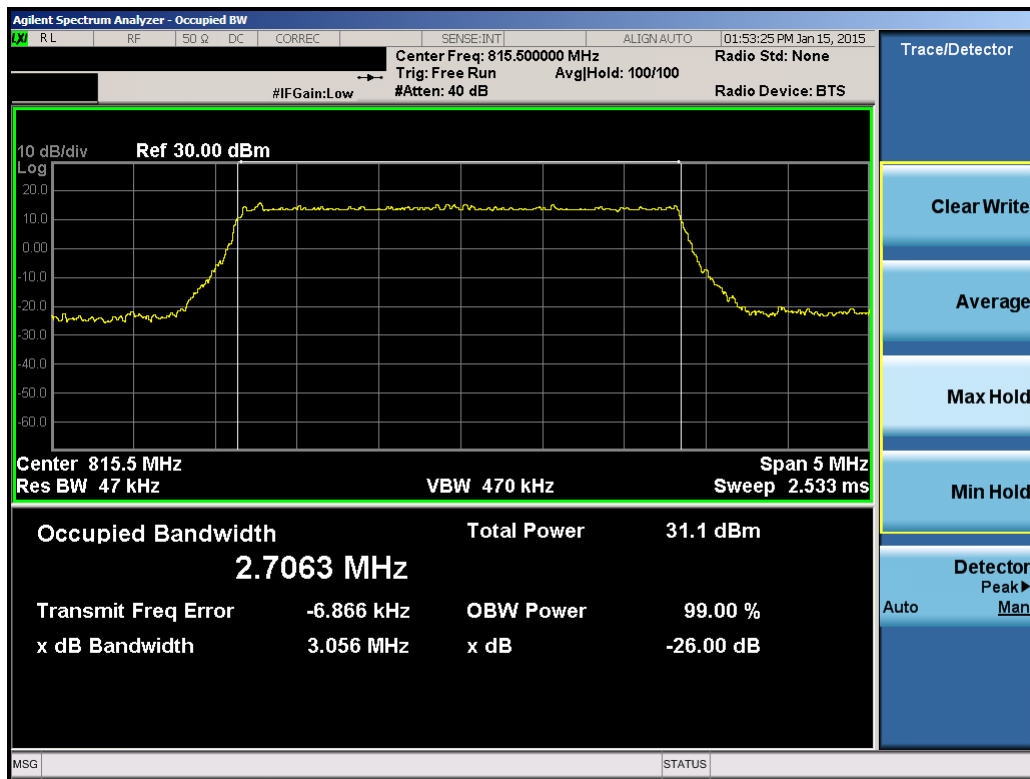 Agilent Spectrum Analyzer - Occupied BW
LXI RL RF 50 Ω DC CORREC SENSE:INT ALIGNAUTO 01:53:25 PM Jan 15, 2015
Center Freq: 815.500000 MHz Radio Std: None
Trig: Free Run Avg|Hold: 100/100
#IFGain:Low #Atten: 40 dB Radio Device: BTS
10 dB/div Ref 30.00 dBm
Log
20.0
10.0
0.00
-10.0
-20.0
-30.0
-40.0
-50.0
-60.0
Center 815.5 MHz Span 5 MHz
Res BW 47 kHz VBW 470 kHz Sweep 2.533 ms
Occupied Bandwidth Total Power 31.1 dBm
2.7063 MHz
Transmit Freq Error -6.866 kHz OBW Power 99.00 %
x dB Bandwidth 3.056 MHz x dB -26.00 dB
MSG STATUS
Trace/Detector
Clear Write
Average
Max Hold
Min Hold
Detector
Peak▶
Auto Man